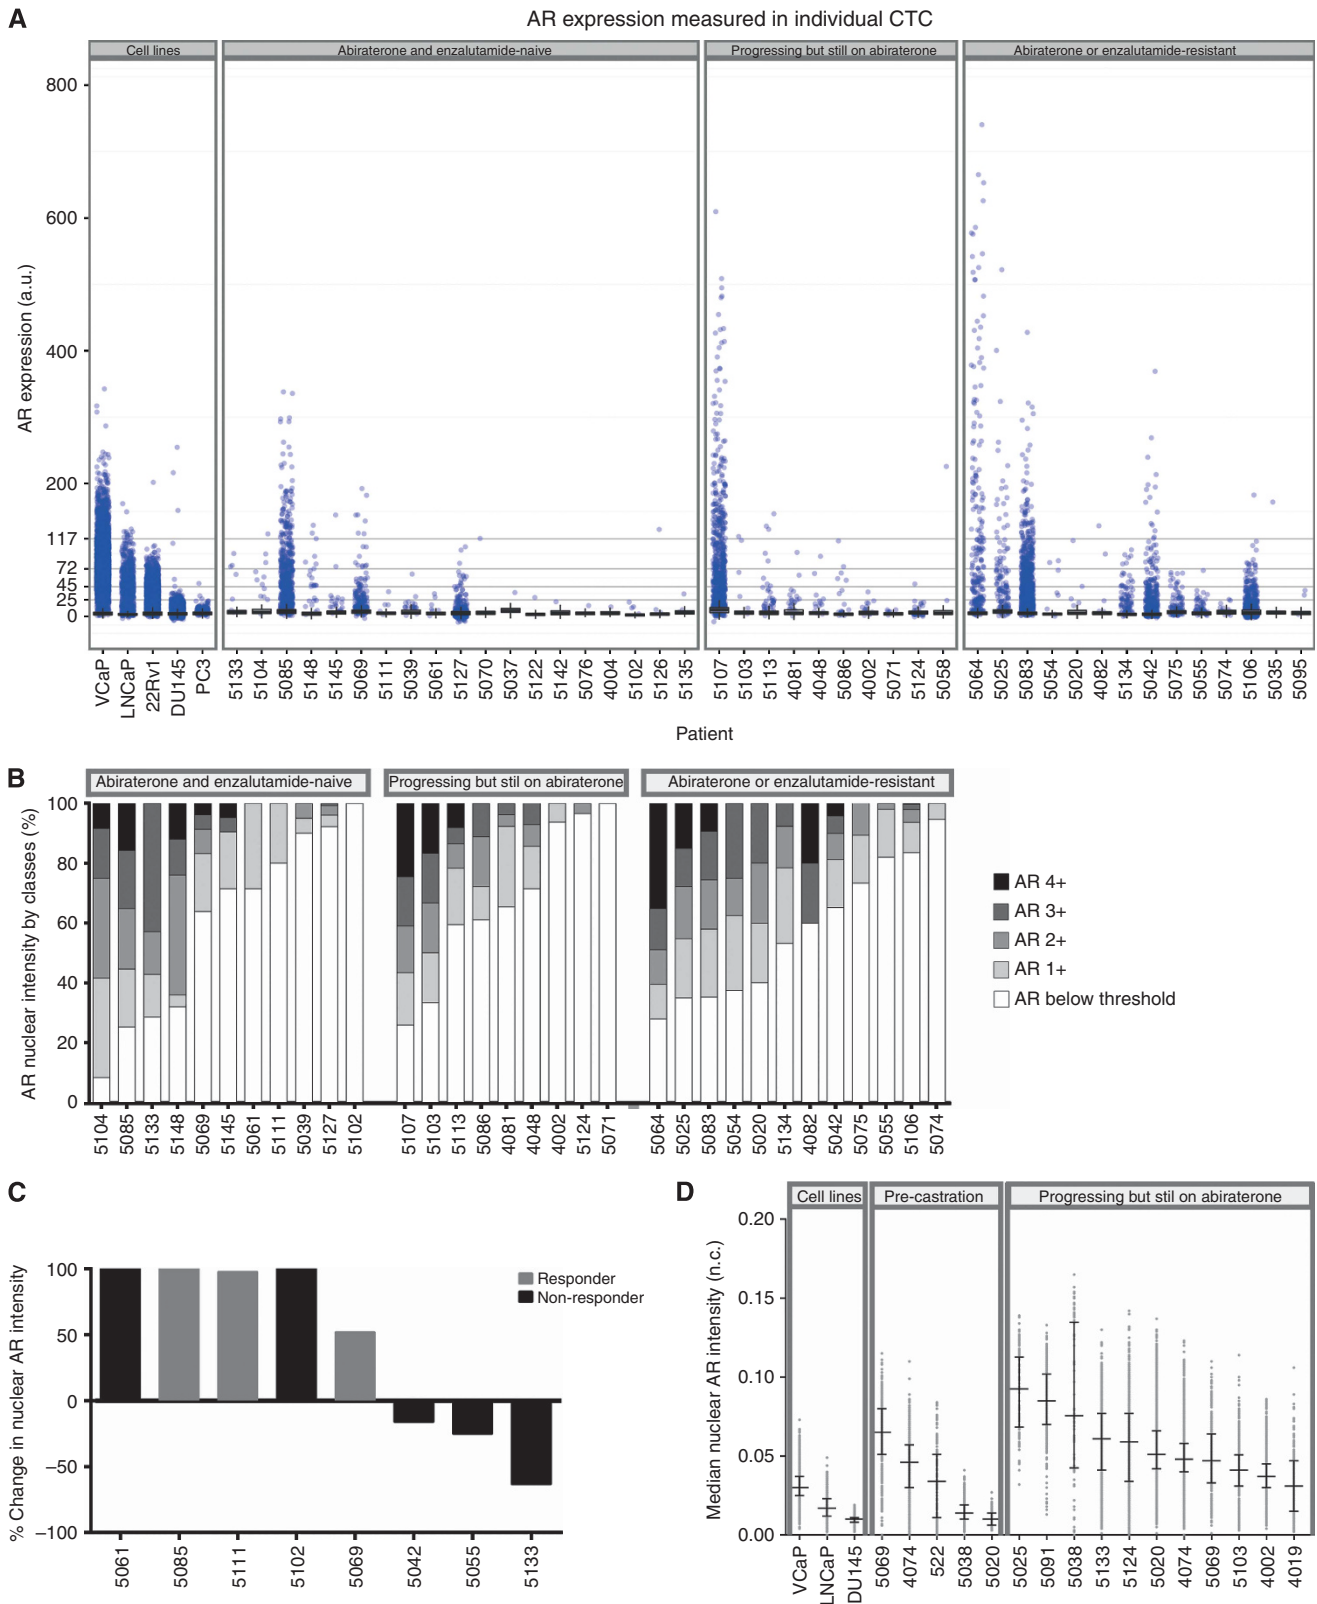 A
AR expression measured in individual CTC
Cell lines
Abiraterone and enzalutamide-naive
Progressing but still on abiraterone
Abiraterone or enzalutamide-resistant
AR expression (a.u.)
800
600
400
200
117
72
45
25
0
VCaP LNCaP 22Rv1 DU145 PC3
5133 5104 5085 5148 5145 5069 5111 5039 5061 5127 5070 5037 5122 5142 5076 4004 5102 5126 5135
5107 5103 5113 4081 4048 5086 4002 5071 5124 5058
5064 5025 5083 5054 5020 4082 5134 5042 5075 5055 5074 5106 5035 5095
Patient
B
Abiraterone and enzalutamide-naive
Progressing but stil on abiraterone
Abiraterone or enzalutamide-resistant
AR nuclear intensity by classes (%)
100
80
60
40
20
0
5104 5085 5133 5148 5069 5145 5061 5111 5039 5127 5102
5107 5103 5113 5086 4081 4048 4002 5124 5071
5064 5025 5083 5054 5020 5134 4082 5042 5075 5055 5106 5074
AR 4+
AR 3+
AR 2+
AR 1+
AR below threshold
C
% Change in nuclear AR intensity
100
50
0
−50
−100
Responder
Non-responder
5061 5085 5111 5102 5069 5042 5055 5133
D
Cell lines
Pre-castration
Progressing but stil on abiraterone
Median nuclear AR intensity (n.c.)
0.20
0.15
0.10
0.05
0.00
VCaP LNCaP DU145
5069 4074 522 5038 5020
5025 5091 5038 5133 5124 5020 4074 5069 5103 4002 4019